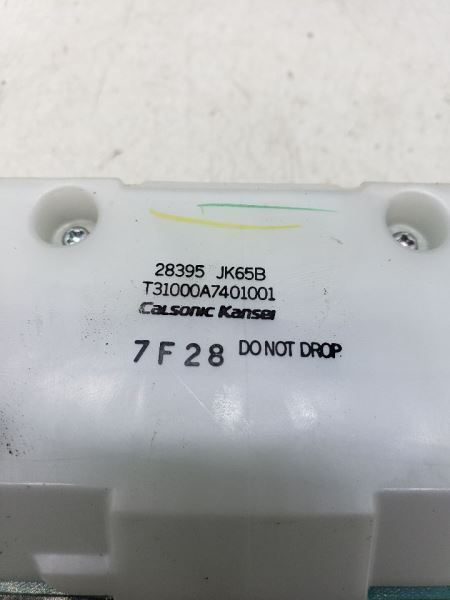 28395 JK65B
T31000A7401001
CALSONIC KANSEI
7F28 DO NOT DROP